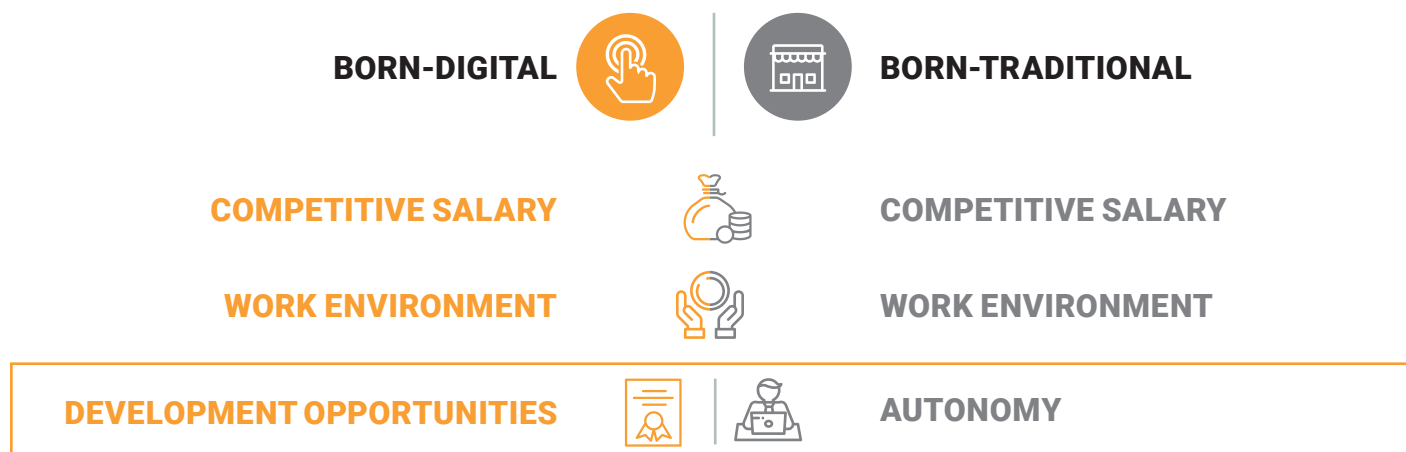 BORN-DIGITAL
BORN-TRADITIONAL
COMPETITIVE SALARY
COMPETITIVE SALARY
WORK ENVIRONMENT
WORK ENVIRONMENT
DEVELOPMENT OPPORTUNITIES
AUTONOMY